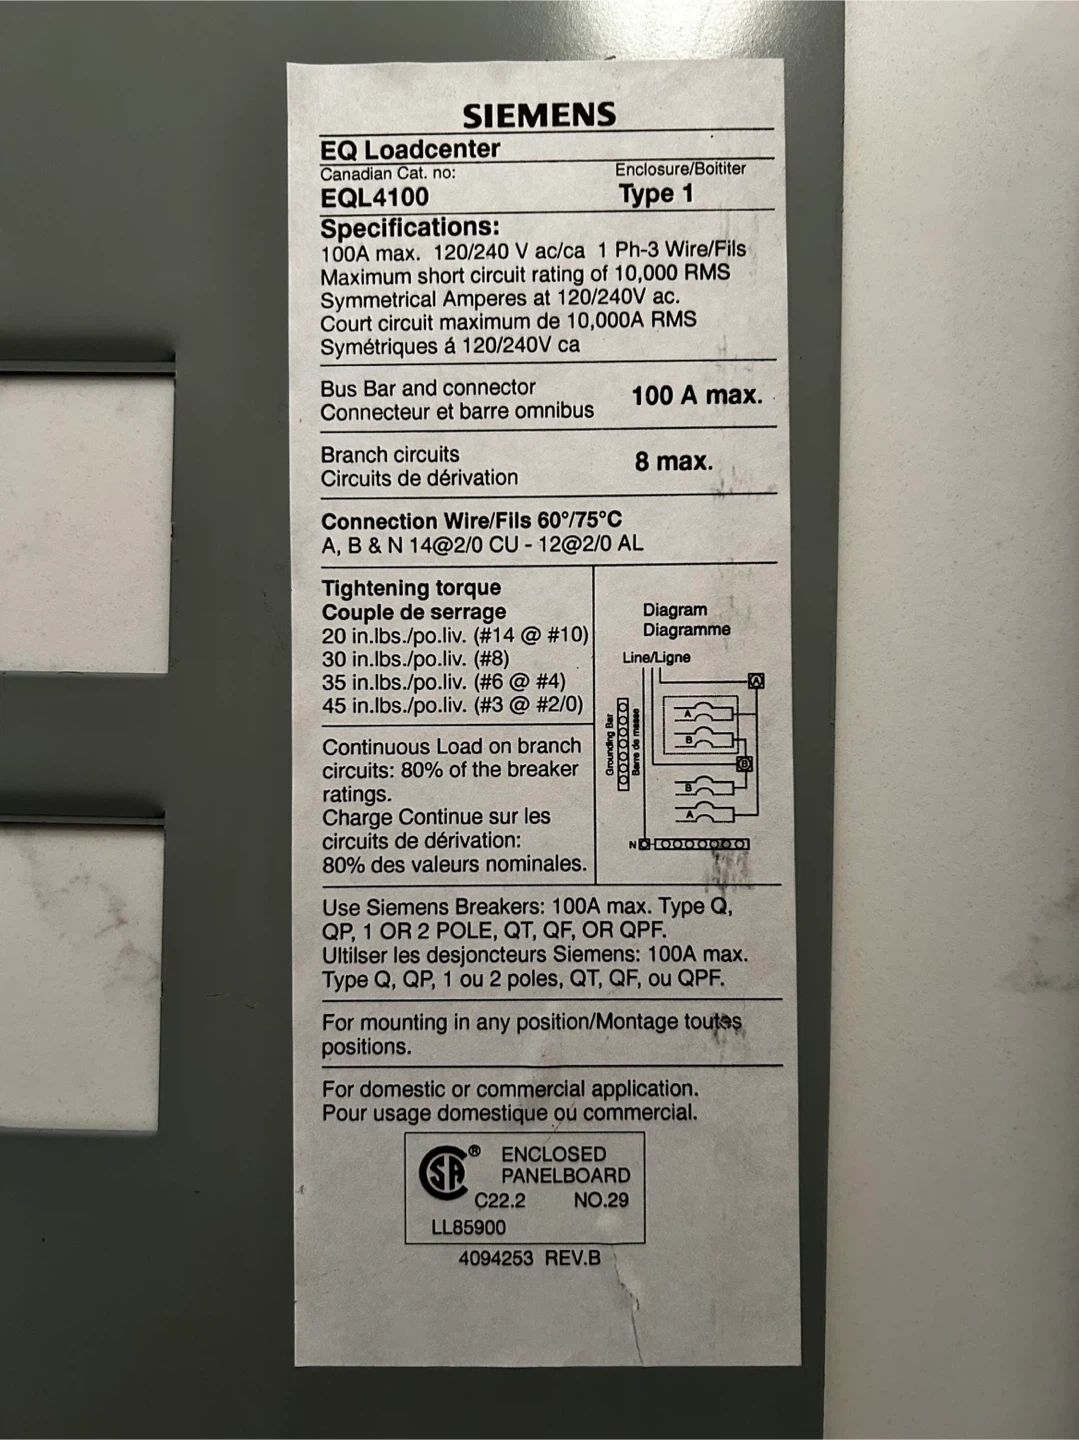 SIEMENS
EQ Loadcenter
Canadian Cat. no:
EQL4100
Enclosure/Boititer
Type 1
Specifications:
100A max. 120/240 V ac/ca 1 Ph-3 Wire/Fils
Maximum short circuit rating of 10,000 RMS
Symmetrical Amperes at 120/240V ac.
Court circuit maximum de 10,000A RMS
Symétriques á 120/240V ca
Bus Bar and connector
Connecteur et barre omnibus
100 A max.
Branch circuits
Circuits de dérivation
8 max.
Connection Wire/Fils 60°/75°C
A, B & N 14@2/0 CU - 12@2/0 AL
Tightening torque
Couple de serrage
20 in.lbs./po.liv. (#14 @ #10)
30 in.lbs./po.liv. (#8)
35 in.lbs./po.liv. (#6 @ #4)
45 in.lbs./po.liv. (#3 @ #2/0)
Continuous Load on branch
circuits: 80% of the breaker
ratings.
Charge Continue sur les
circuits de dérivation:
80% des valeurs nominales.
Diagram
Diagramme
Line/Ligne
A
A
B
B
B
A
Grounding Bar
Barre de masse
N
Use Siemens Breakers: 100A max. Type Q,
QP, 1 OR 2 POLE, QT, QF, OR QPF.
Ultilser les desjoncteurs Siemens: 100A max.
Type Q, QP, 1 ou 2 poles, QT, QF, ou QPF.
For mounting in any position/Montage toutes
positions.
For domestic or commercial application.
Pour usage domestique ou commercial.
SA ®
ENCLOSED
PANELBOARD
C22.2 NO.29
LL85900
4094253 REV.B